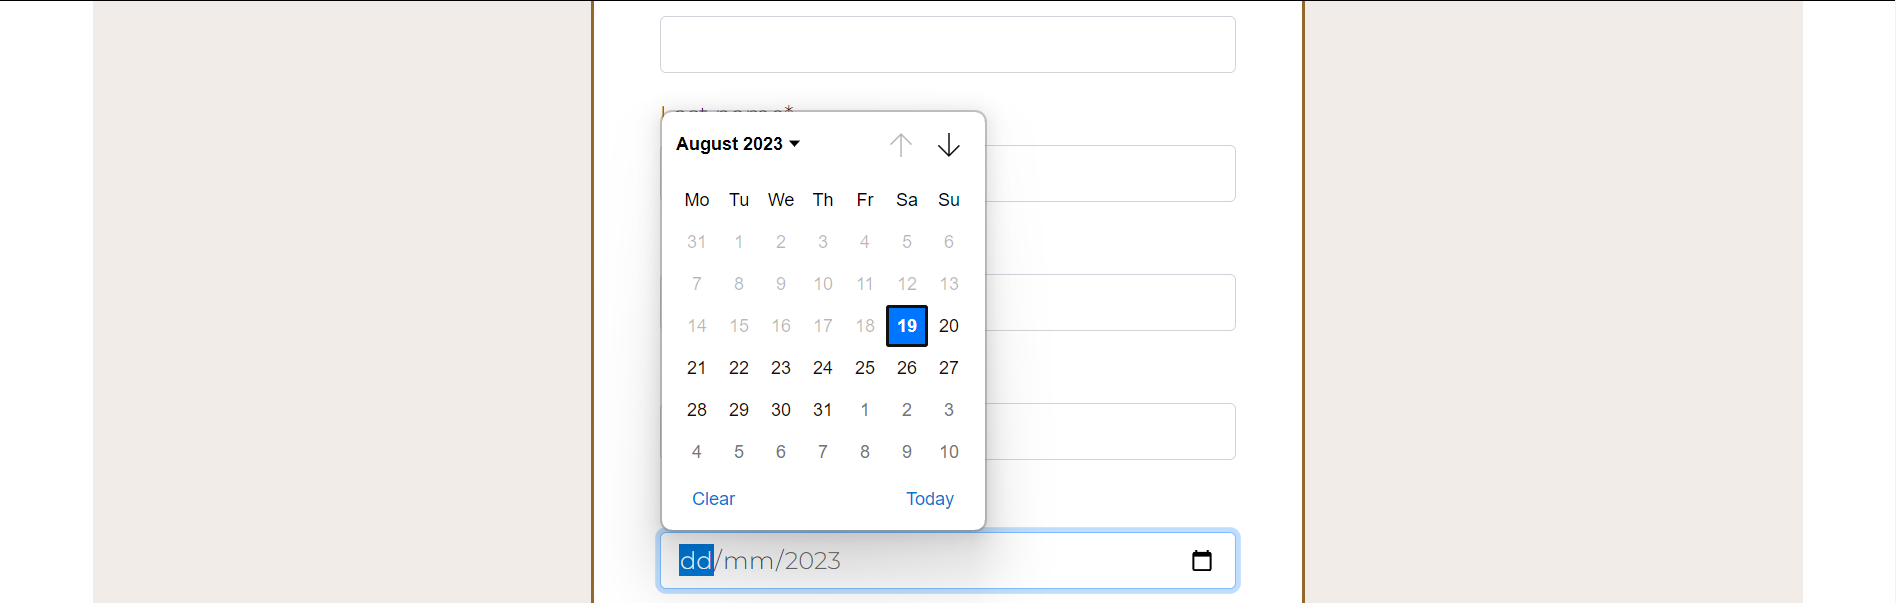 Last name*
August 2023
Mo Tu We Th Fr Sa Su
31 1 2 3 4 5 6
7 8 9 10 11 12 13
14 15 16 17 18 19 20
21 22 23 24 25 26 27
28 29 30 31 1 2 3
4 5 6 7 8 9 10
Clear Today
dd/mm/2023